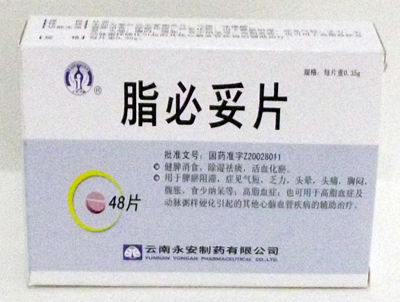 规格：每片重0.35g
脂必妥片
批准文号：国药准字Z20028011
健脾消食，除湿祛痰，活血化瘀。
用于脾瘀阻滞，症见气短，乏力，头晕，头痛，胸闷，
腹胀，食少纳呆等；高脂血症；也可用于高脂血症及
动脉粥样硬化引起的其他心脑血管疾病的辅助治疗。
48片
云南永安制药有限公司
YUNNAN YONGAN PHARMACEUTICAL CO.,LTD.